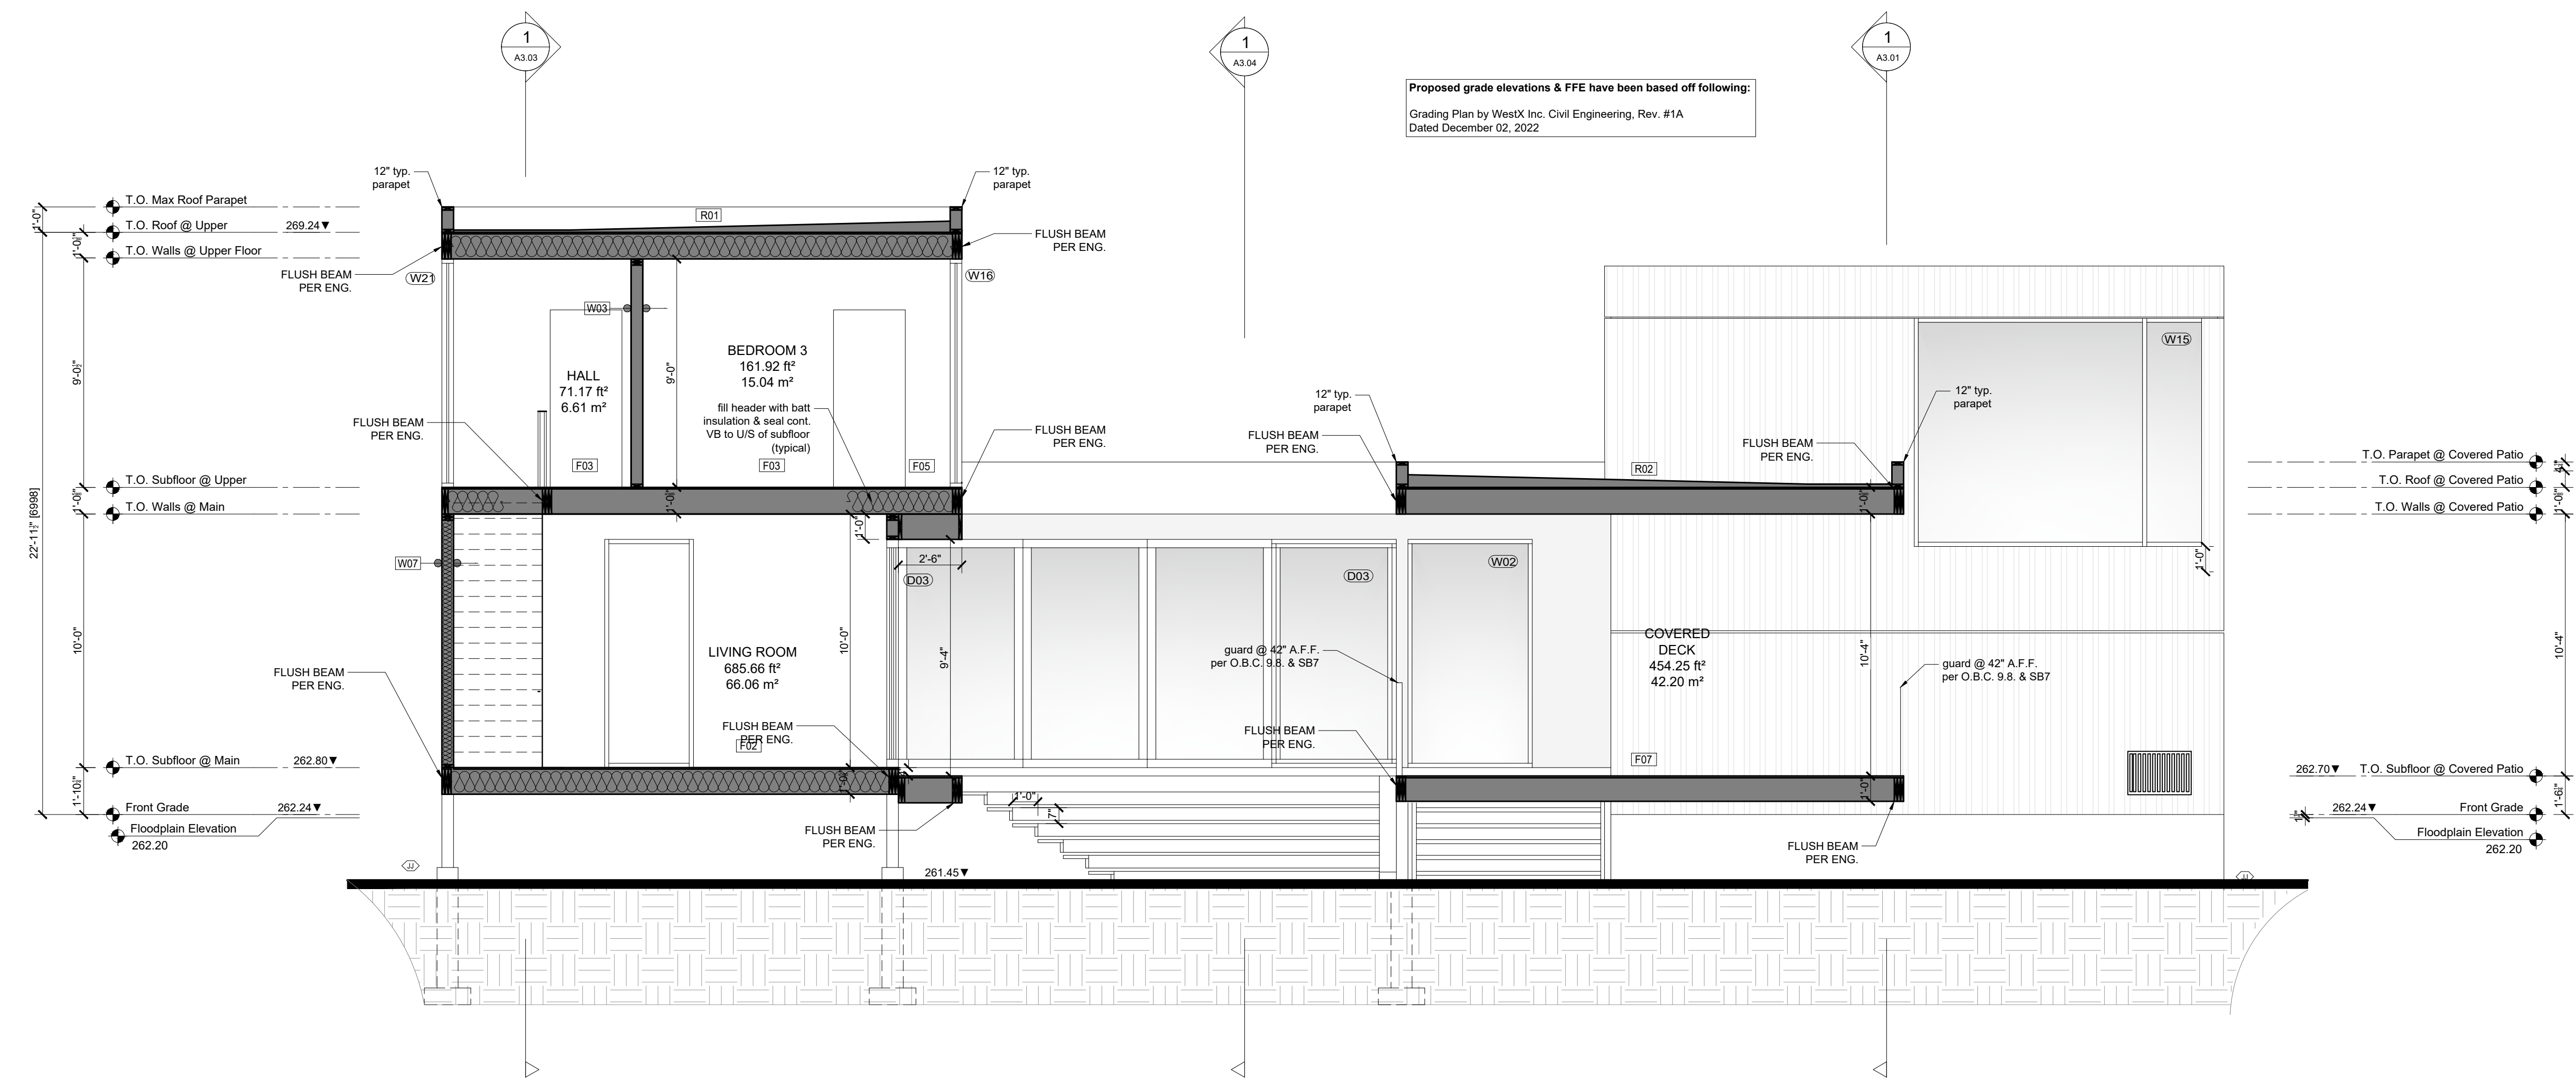 1
A3.03
1
A3.04
1
A3.01
Proposed grade elevations & FFE have been based off following:
Grading Plan by WestX Inc. Civil Engineering, Rev. #1A
Dated December 02, 2022
12" typ.
parapet
12" typ.
parapet
T.O. Max Roof Parapet
1'-0"
R01
T.O. Roof @ Upper
269.24▼
FLUSH BEAM
PER ENG.
T.O. Walls @ Upper Floor
FLUSH BEAM
PER ENG.
W21
W16
W03
W15
9'-0½"
9'-0"
HALL
71.17 ft²
6.61 m²
BEDROOM 3
161.92 ft²
15.04 m²
fill header with batt
insulation & seal cont.
VB to U/S of subfloor
(typical)
FLUSH BEAM
PER ENG.
FLUSH BEAM
PER ENG.
12" typ.
parapet
FLUSH BEAM
PER ENG.
12" typ.
parapet
FLUSH BEAM
PER ENG.
F03
F03
F05
R02
T.O. Parapet @ Covered Patio
T.O. Subfloor @ Upper
T.O. Roof @ Covered Patio
T.O. Walls @ Main
T.O. Walls @ Covered Patio
22'-11½" [6998]
1'-0"
1'-0"
W07
2'-6"
D03
D03
W02
10'-0"
10'-0"
9'-4"
LIVING ROOM
685.66 ft²
66.06 m²
guard @ 42" A.F.F.
per O.B.C. 9.8. & SB7
COVERED
DECK
454.25 ft²
42.20 m²
10'-4"
guard @ 42" A.F.F.
per O.B.C. 9.8. & SB7
10'-4"
FLUSH BEAM
PER ENG.
FLUSH BEAM
PER ENG.
F02
FLUSH BEAM
PER ENG.
F07
T.O. Subfloor @ Main
262.80▼
262.70▼
T.O. Subfloor @ Covered Patio
1'-0"
7"
1'-0"
Front Grade
262.24▼
262.24▼
Front Grade
Floodplain Elevation
262.20
Floodplain Elevation
262.20
FLUSH BEAM
PER ENG.
FLUSH BEAM
PER ENG.
JJ
261.45▼
JJ